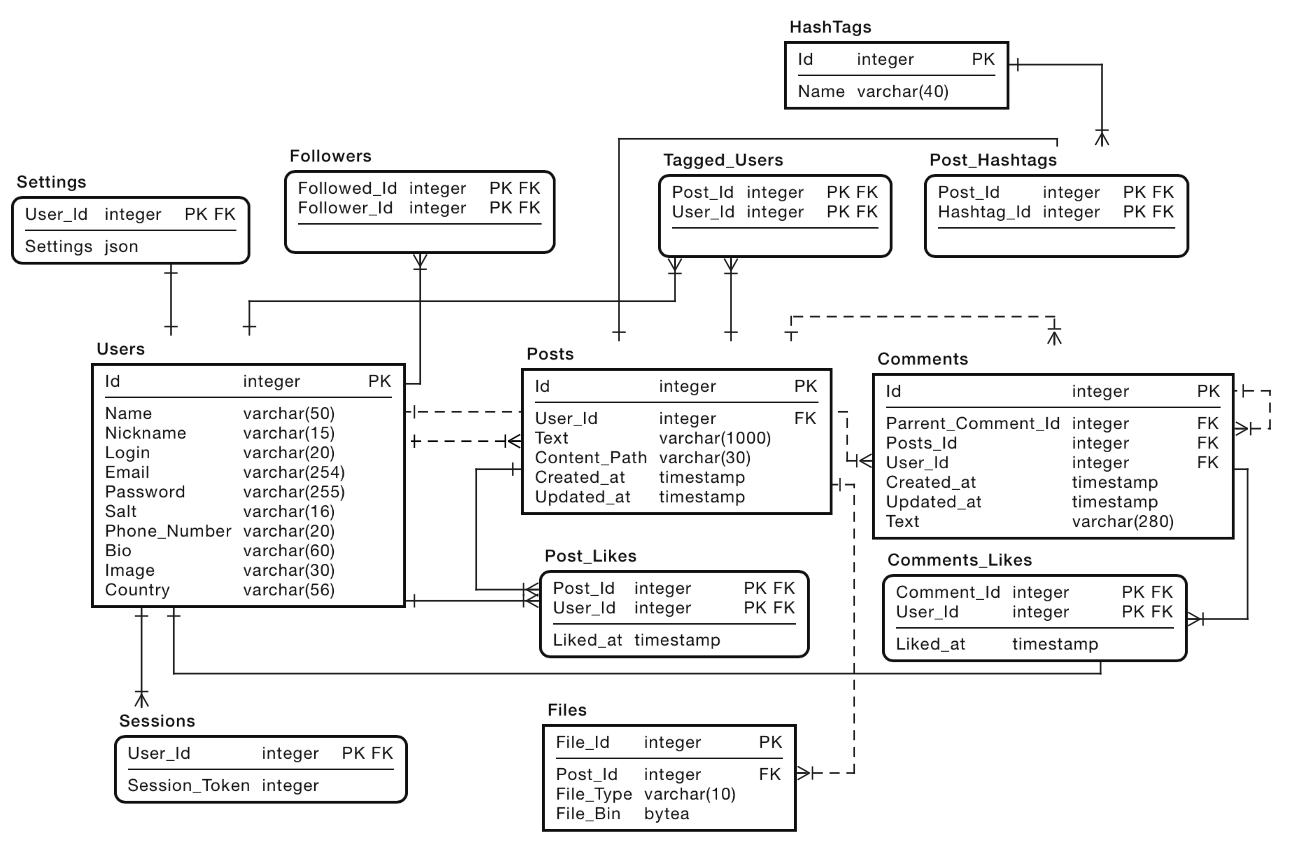 HashTags
Id integer PK
Name varchar(40)
Followers
Followed_Id integer PK FK
Follower_Id integer PK FK
Tagged_Users
Post_Id integer PK FK
User_Id integer PK FK
Post_Hashtags
Post_Id integer PK FK
Hashtag_Id integer PK FK
Settings
User_Id integer PK FK
Settings json
Users
Id integer PK
Name varchar(50)
Nickname varchar(15)
Login varchar(20)
Email varchar(254)
Password varchar(255)
Salt varchar(16)
Phone_Number varchar(20)
Bio varchar(60)
Image varchar(30)
Country varchar(56)
Posts
Id integer PK
User_Id integer FK
Text varchar(1000)
Content_Path varchar(30)
Created_at timestamp
Updated_at timestamp
Comments
Id integer PK
Parrent_Comment_Id integer FK
Posts_Id integer FK
User_Id integer FK
Created_at timestamp
Updated_at timestamp
Text varchar(280)
Post_Likes
Post_Id integer PK FK
User_Id integer PK FK
Liked_at timestamp
Comments_Likes
Comment_Id integer PK FK
User_Id integer PK FK
Liked_at timestamp
Sessions
User_Id integer PK FK
Session_Token integer
Files
File_Id integer PK
Post_Id integer FK
File_Type varchar(10)
File_Bin bytea